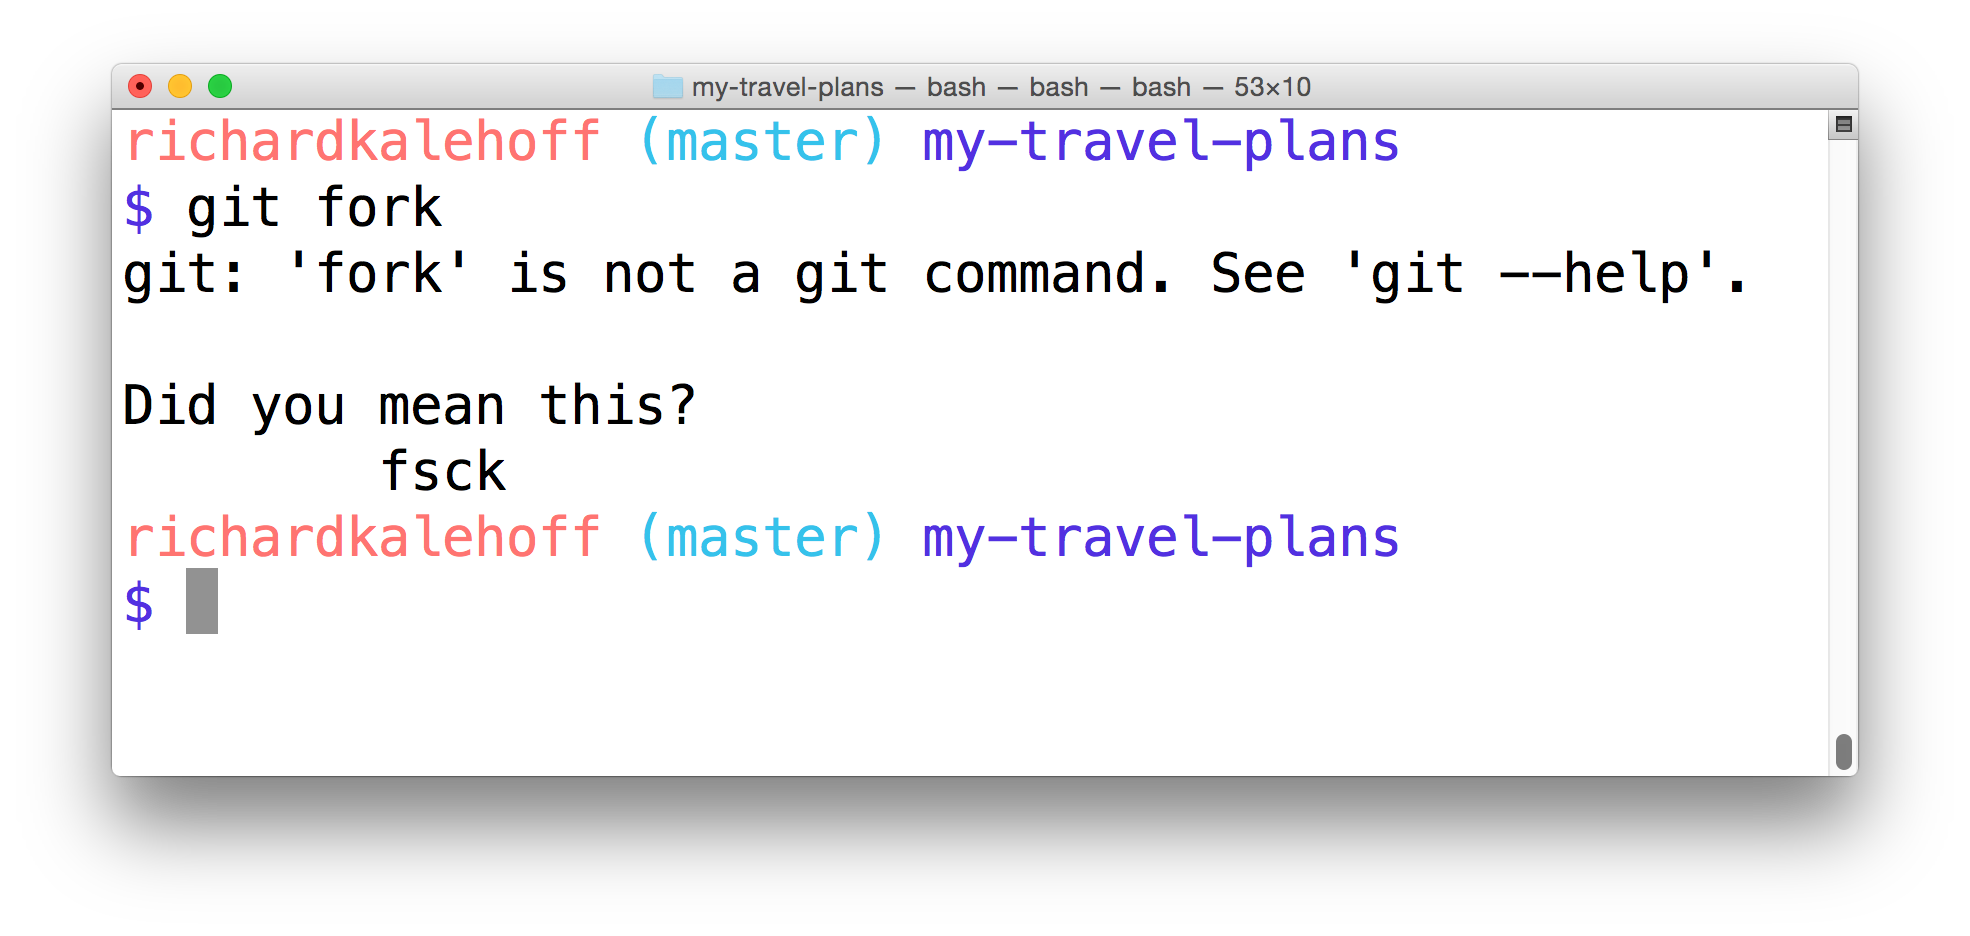 my-travel-plans — bash — bash — bash — 53×10
richardkalehoff (master) my-travel-plans
$ git fork
git: 'fork' is not a git command. See 'git --help'.
Did you mean this?
fsck
richardkalehoff (master) my-travel-plans
$